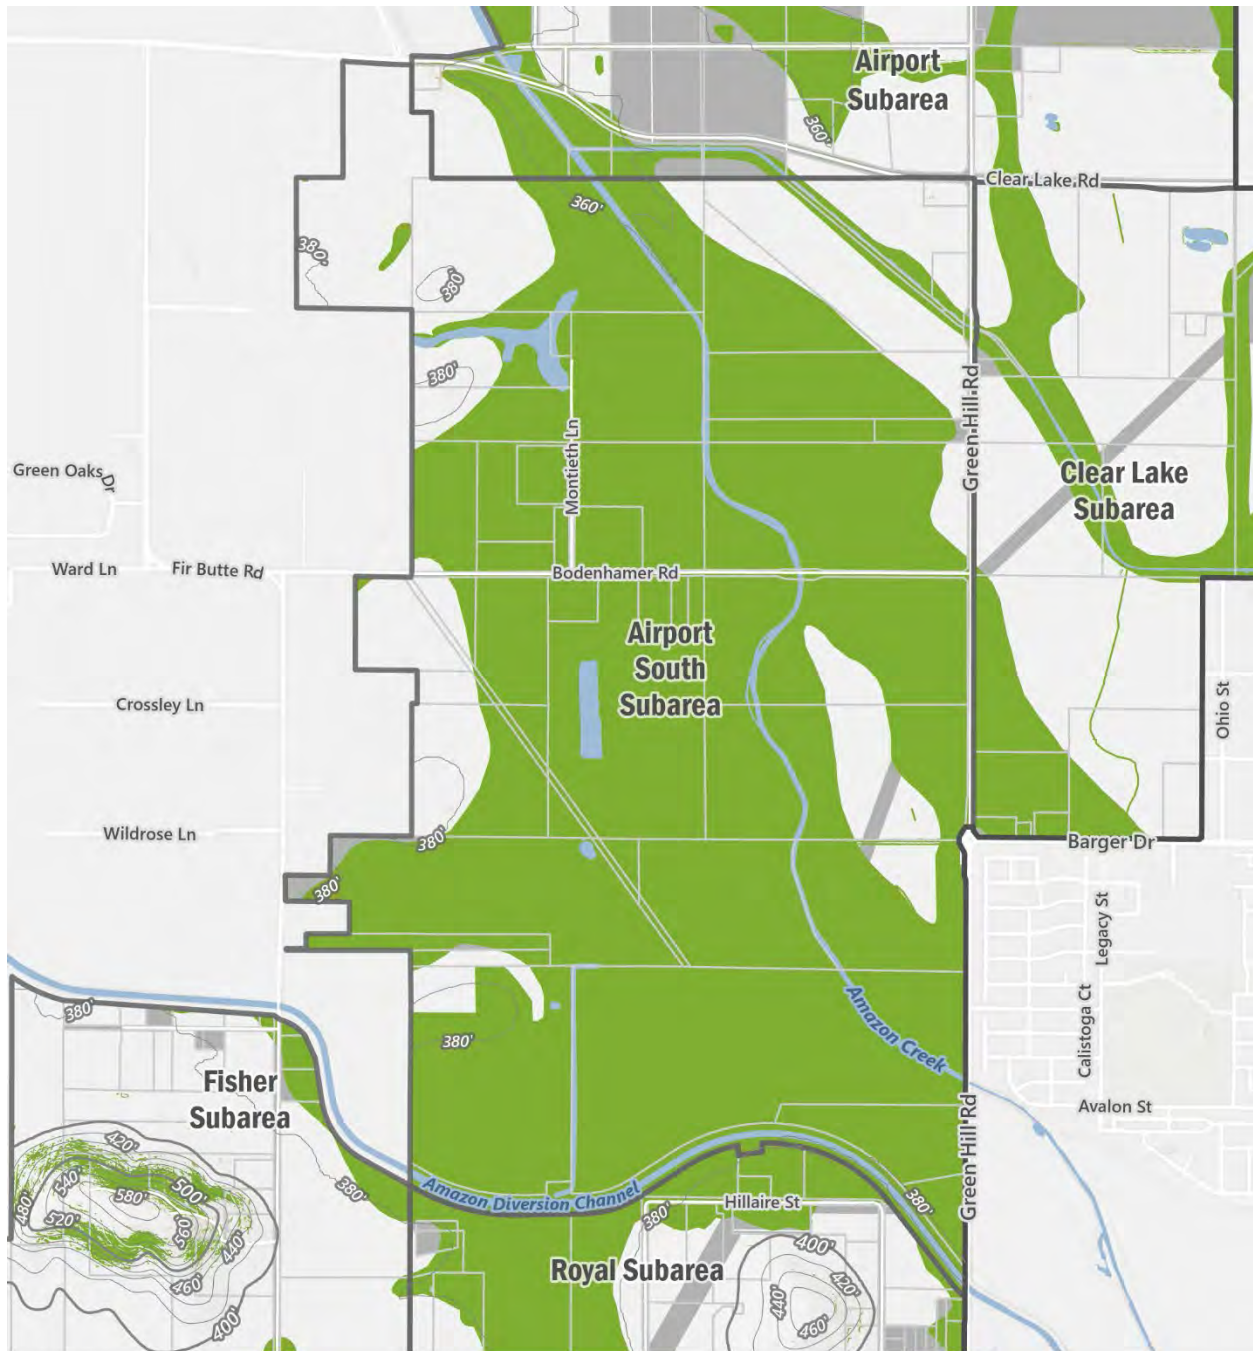 Airport
Subarea
360'
Clear Lake Rd
360'
380'
380'
380'
Green Hill Rd
Montieth Ln
Green Oaks Dr
Clear Lake
Subarea
Ward Ln
Fir Butte Rd
Bodenhamer Rd
Airport
South
Subarea
Crossley Ln
Ohio St
Wildrose Ln
380'
Barger Dr
380'
Legacy St
380'
Amazon Creek
Calistoga Ct
380'
Fisher
Subarea
Avalon St
Green Hill Rd
420'
540'
500'
480'
580'
520'
560'
440'
460'
400'
380'
Amazon Diversion Channel
380'
Hillaire St
380'
Royal Subarea
400'
420'
440'
460'